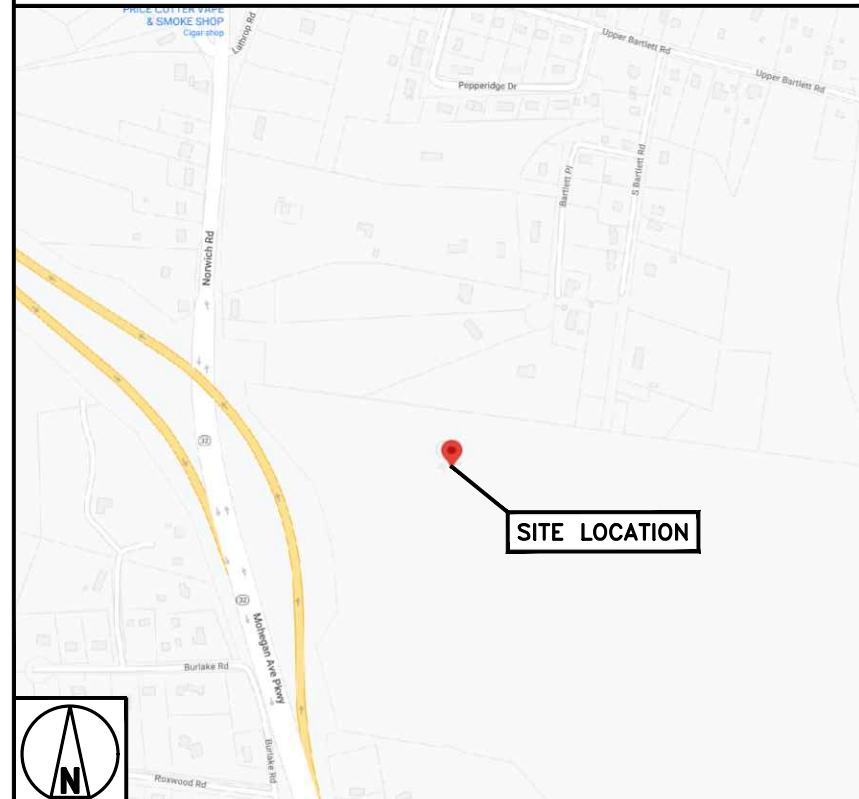 PRICE CUTTER VAPE
& SMOKE SHOP
Cigar shop
Lathrop Rd
Upper Bartlett Rd
Upper Bartlett Rd
Pepperidge Dr
Bartlett Pl
S Bartlett Rd
Norwich Rd
32
SITE LOCATION
32
Mohegan Ave Pkwy
Burlake Rd
Burlake Rd
Roxwood Rd
N